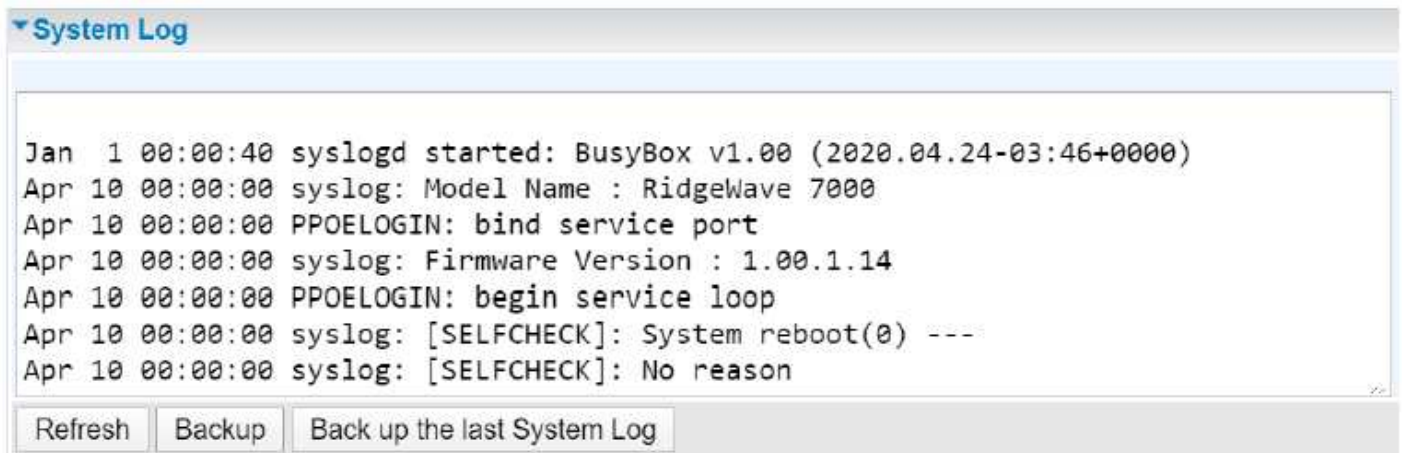 System Log
Jan  1 00:00:40 syslogd started: BusyBox v1.00 (2020.04.24-03:46+0000)
Apr 10 00:00:00 syslog: Model Name : RidgeWave 7000
Apr 10 00:00:00 PPOELOGIN: bind service port
Apr 10 00:00:00 syslog: Firmware Version : 1.00.1.14
Apr 10 00:00:00 PPOELOGIN: begin service loop
Apr 10 00:00:00 syslog: [SELFCHECK]: System reboot(0) ---
Apr 10 00:00:00 syslog: [SELFCHECK]: No reason
Refresh Backup Back up the last System Log